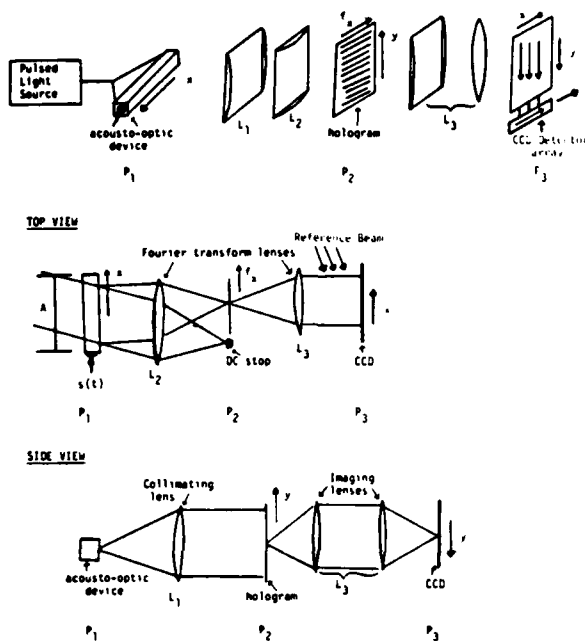 Pulsed
Light
Source
x
acousto-optic
device
P1
L1
L2
fx
y
hologram
P2
L3
x
y
CCD Detector
array
P3
TOP VIEW
Fourier transform lenses
Reference Beam
A
x
fx
s(t)
L2
DC stop
L3
CCD
P1
P2
P3
SIDE VIEW
Collimating
lens
y
Imaging
lenses
y
acousto-optic
device
L1
hologram
L3
CCD
P1
P2
P3